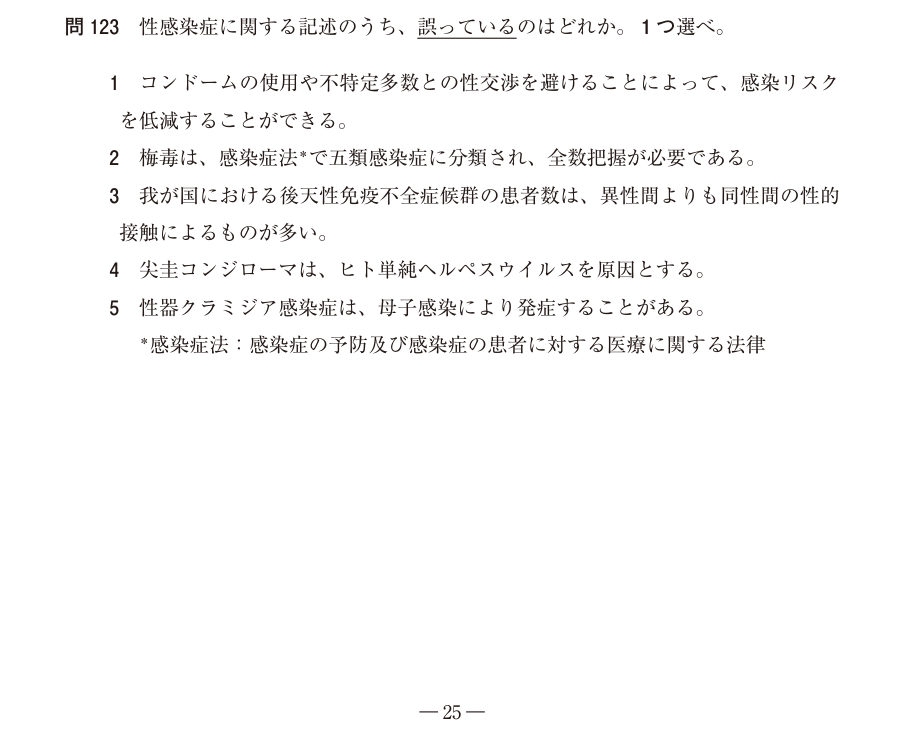 問 123 性感染症に関する記述のうち、誤っているのはどれか。1つ選べ。
1 コンドームの使用や不特定多数との性交渉を避けることによって、感染リスク
を低減することができる。
2 梅毒は、感染症法*で五類感染症に分類され、全数把握が必要である。
3 我が国における後天性免疫不全症候群の患者数は、異性間よりも同性間の性的
接触によるものが多い。
4 尖圭コンジローマは、ヒト単純ヘルペスウイルスを原因とする。
5 性器クラミジア感染症は、母子感染により発症することがある。
*感染症法:感染症の予防及び感染症の患者に対する医療に関する法律
— 25 —